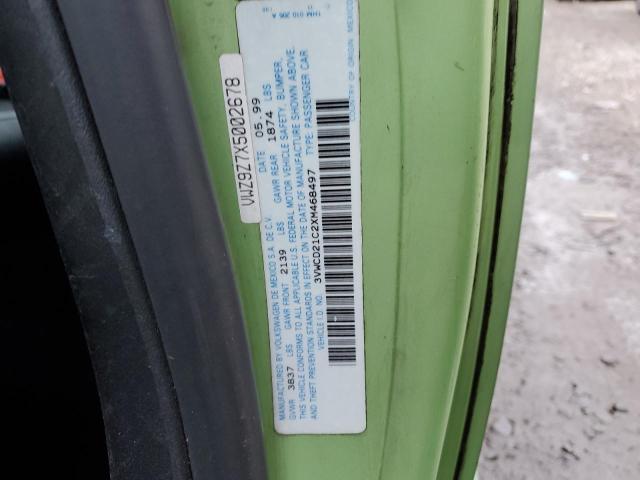 VWZ9Z7X5002678
MANUFACTURED BY VOLKSWAGEN DE MEXICO S.A. DE C.V. DATE 05.99
GVWR 3837 LBS GAWR FRONT 2139 LBS GAWR REAR 1874 LBS
THIS VEHICLE CONFORMS TO ALL APPLICABLE U.S. FEDERAL MOTOR VEHICLE SAFETY, BUMPER,
AND THEFT PREVENTION STANDARDS IN EFFECT ON THE DATE OF MANUFACTURE SHOWN ABOVE.
VEHICLE I.D. NO. 3VWCD21C2XM468497 TYPE: PASSENGER CAR
COUNTRY OF ORIGIN MEXICO